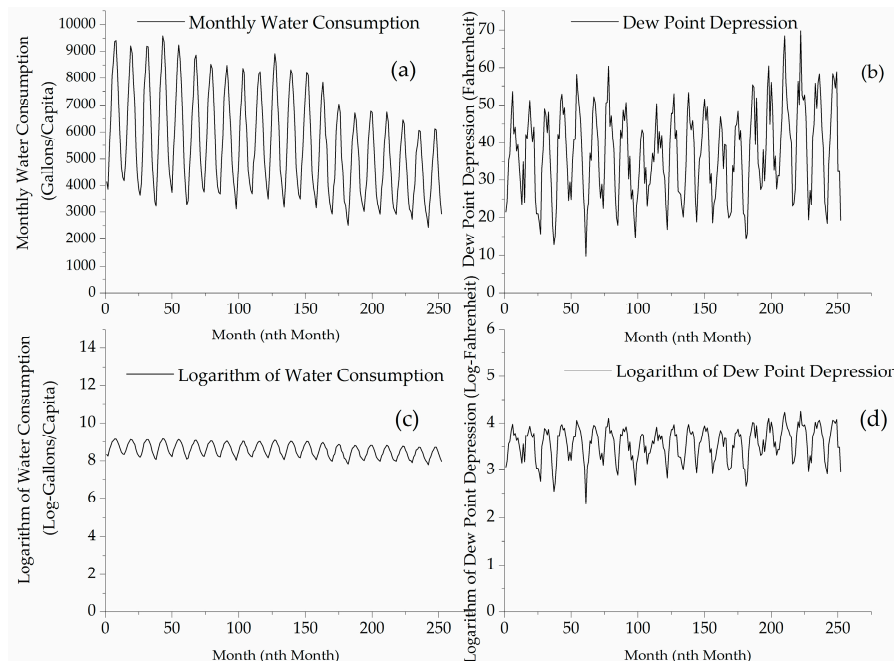 Monthly Water Consumption
(a)
Monthly Water Consumption
(Gallons/Capita)
10000
9000
8000
7000
6000
5000
4000
3000
2000
1000
0
0 50 100 150 200 250
Month (nth Month)
Dew Point Depression
(b)
Dew Point Depression (Fahrenheit)
70
60
50
40
30
20
10
0
0 50 100 150 200 250
Month (nth Month)
Logarithm of Water Consumption
(c)
Logarithm of Water Consumption
(Log-Gallons/Capita)
14
12
10
8
6
4
2
0
0 50 100 150 200 250
Month (nth Month)
Logarithm of Dew Point Depression
(d)
Logarithm of Dew Point Depression (Log-Fahrenheit)
6
5
4
3
2
1
0
0 50 100 150 200 250
Month (nth Month)